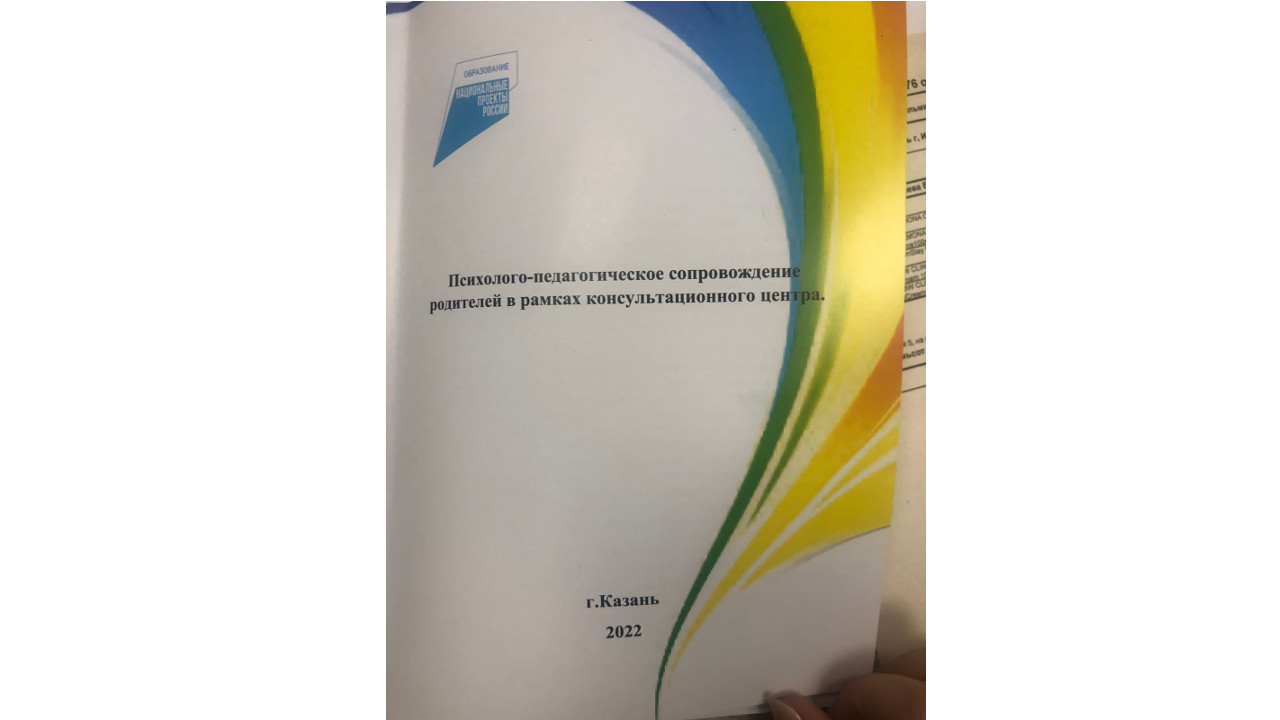 ОБРАЗОВАНИЕ
НАЦИОНАЛЬНЫЕ
ПРОЕКТЫ
РОССИИ
Психолого-педагогическое сопровождение
родителей в рамках консультационного центра.
г.Казань
2022